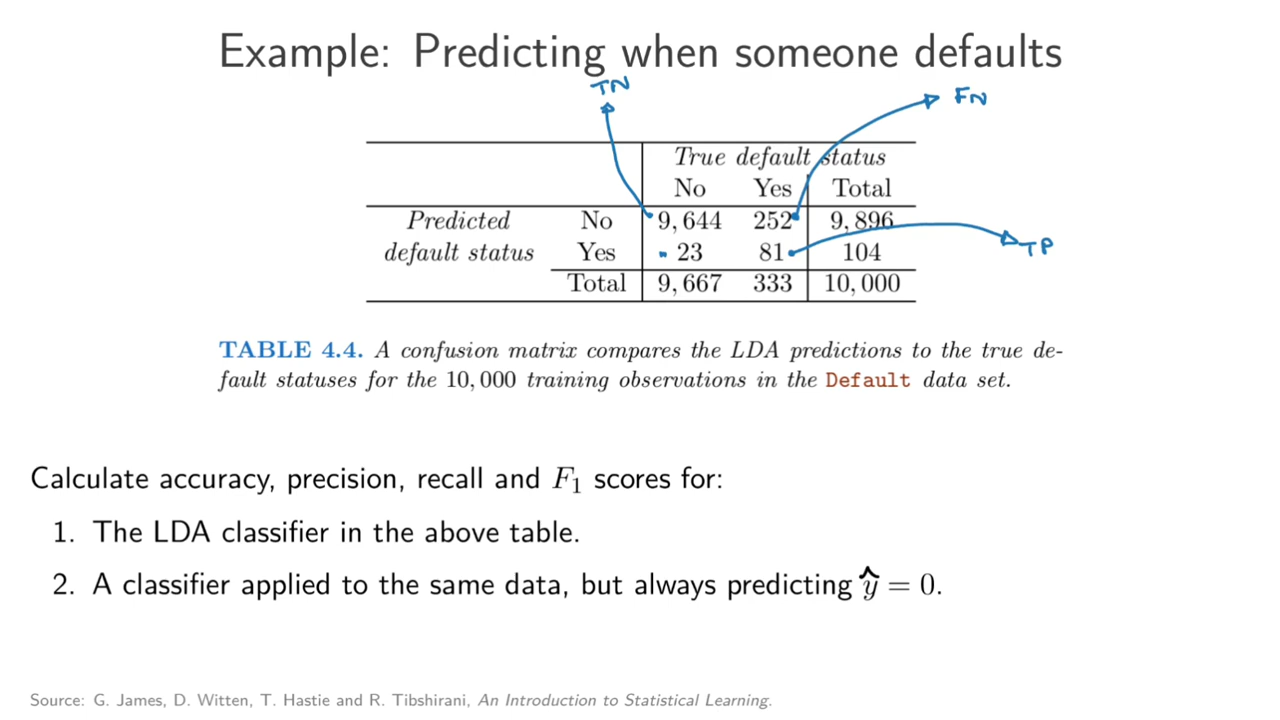 Example: Predicting when someone defaults
TN
FN
True default status
No Yes Total
Predicted No 9,644 252 9,896
default status Yes 23 81 104
TP
Total 9,667 333 10,000
TABLE 4.4. A confusion matrix compares the LDA predictions to the true de-
fault statuses for the 10,000 training observations in the Default data set.
Calculate accuracy, precision, recall and F₁ scores for:
1. The LDA classifier in the above table.
2. A classifier applied to the same data, but always predicting ŷ = 0.
Source: G. James, D. Witten, T. Hastie and R. Tibshirani, An Introduction to Statistical Learning.